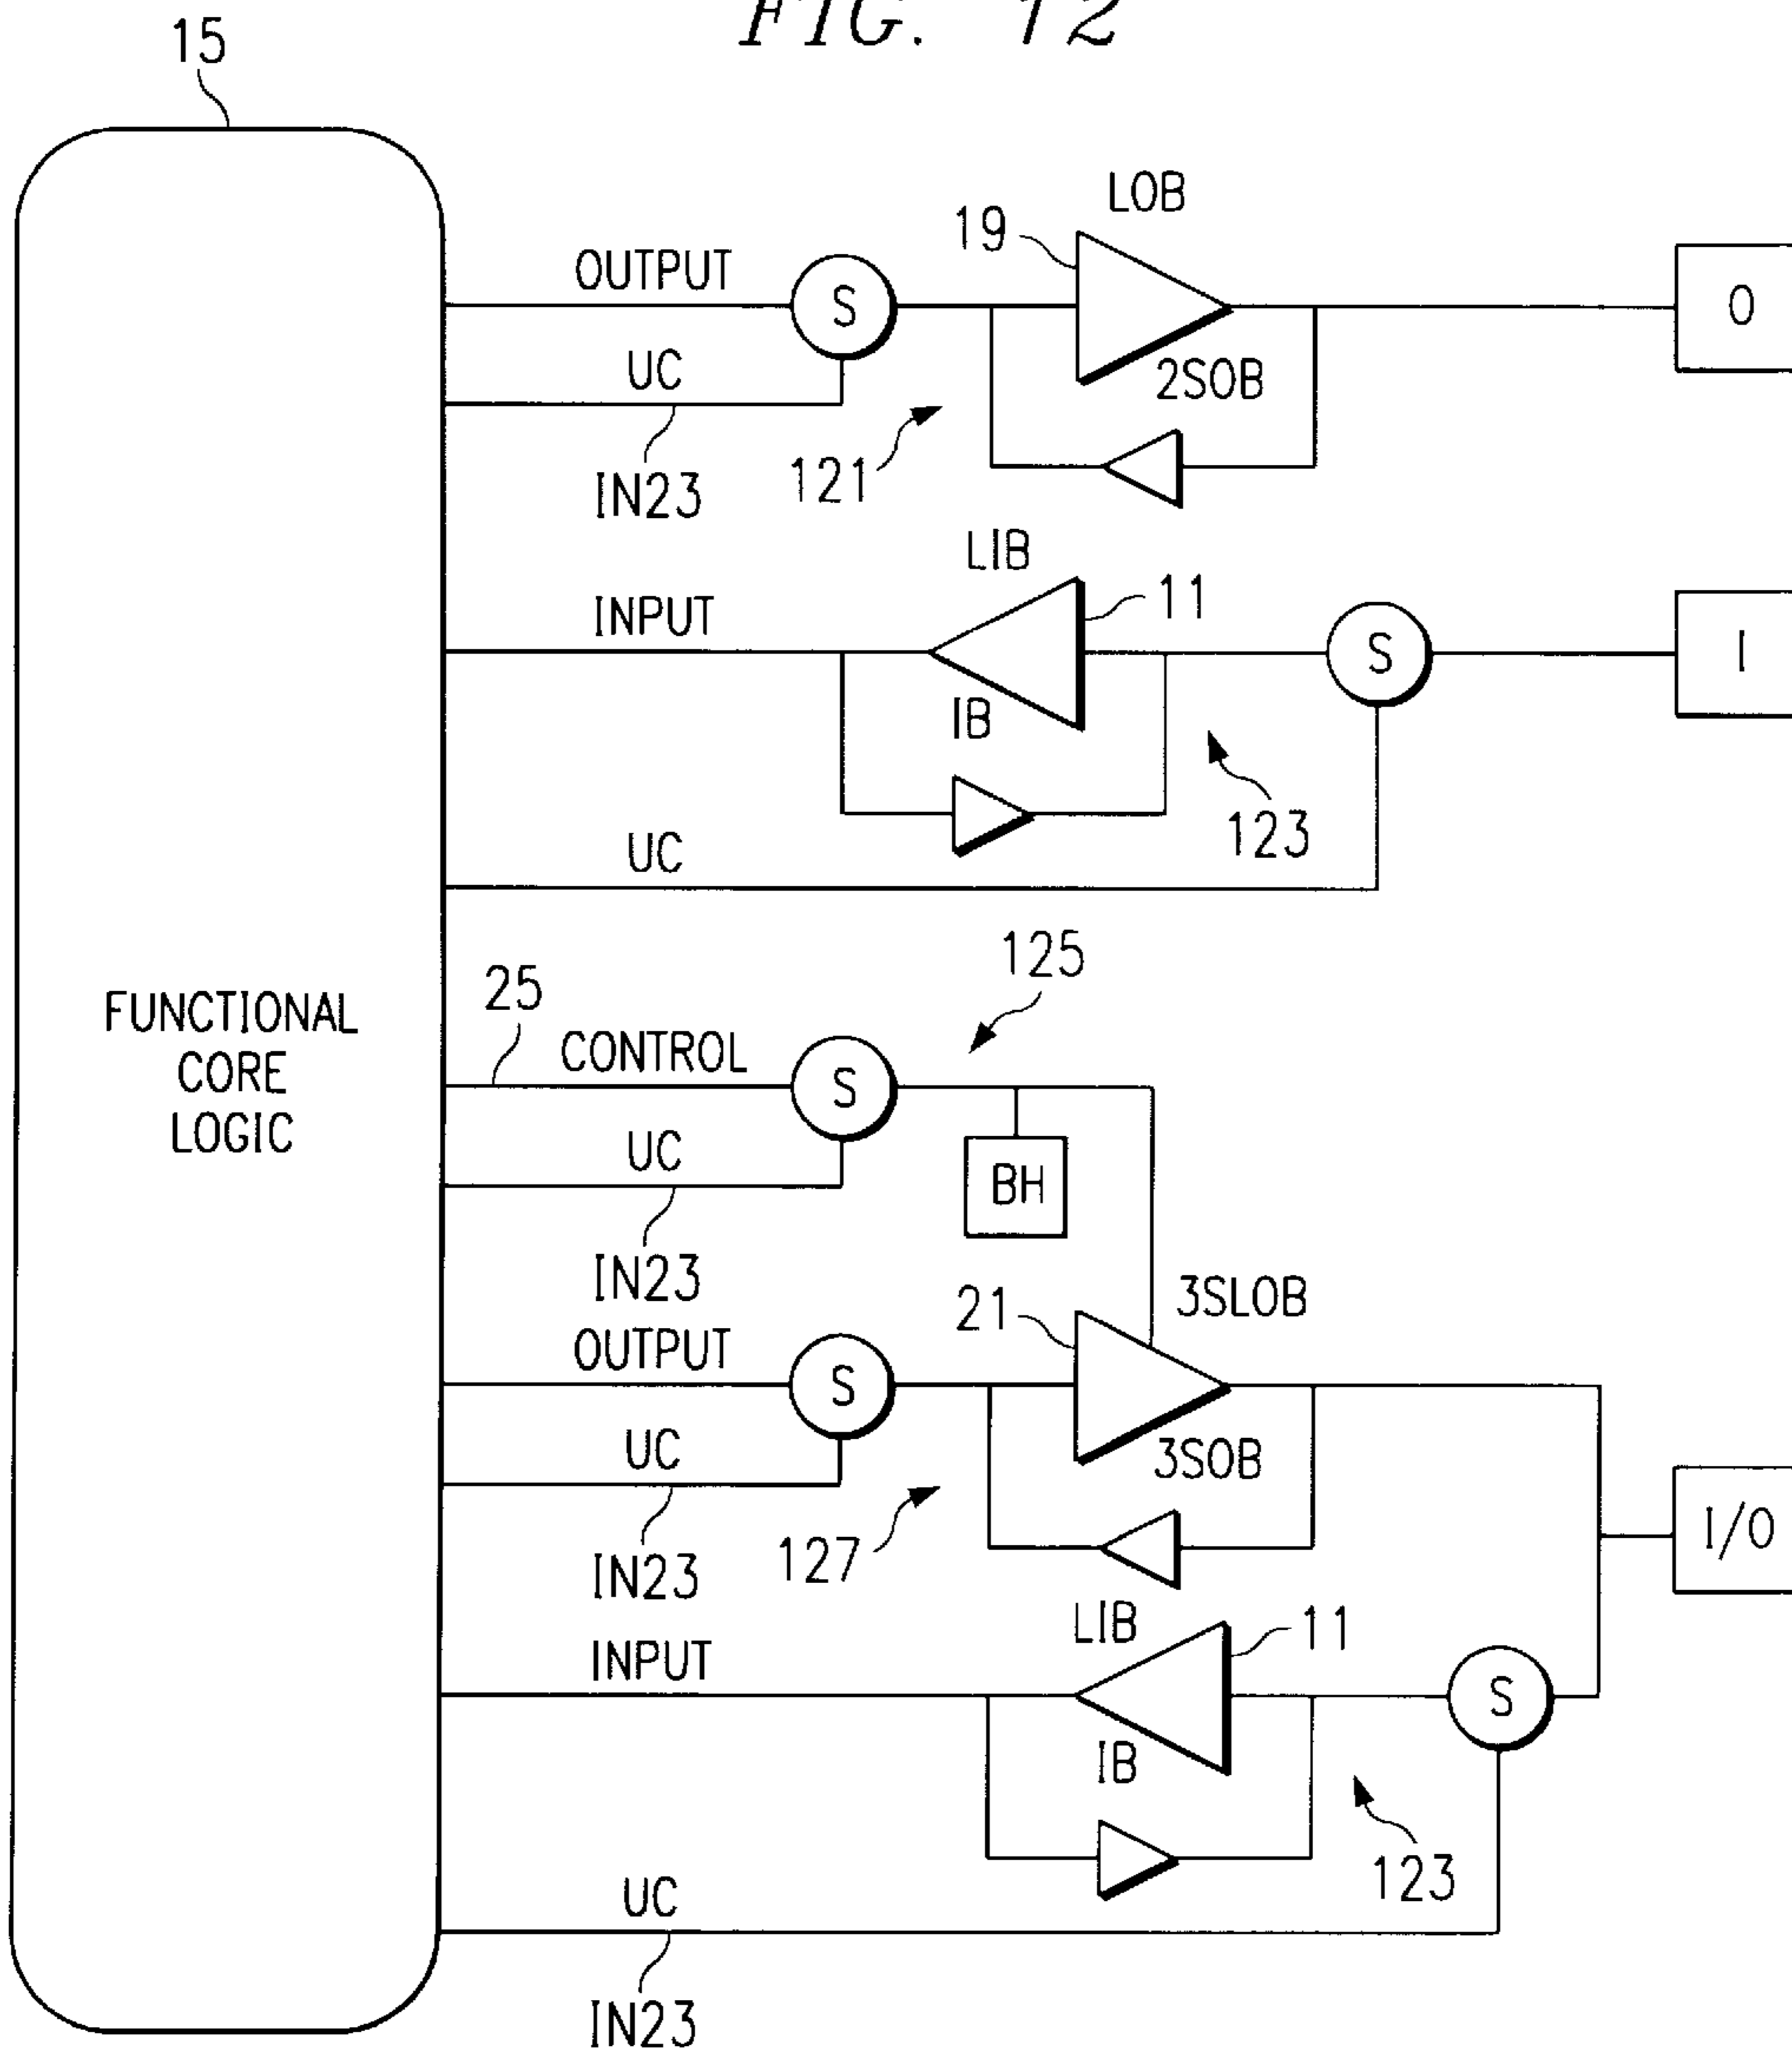 FIG. 12
15
LOB
19
OUTPUT
S
O
UC
2SOB
121
IN23
LIB
11
INPUT
S
I
IB
123
UC
125
25
CONTROL
S
FUNCTIONAL
CORE
LOGIC
UC
BH
IN23
3SLOB
21
OUTPUT
S
UC
3SOB
I/O
127
IN23
LIB
11
INPUT
S
IB
123
UC
IN23